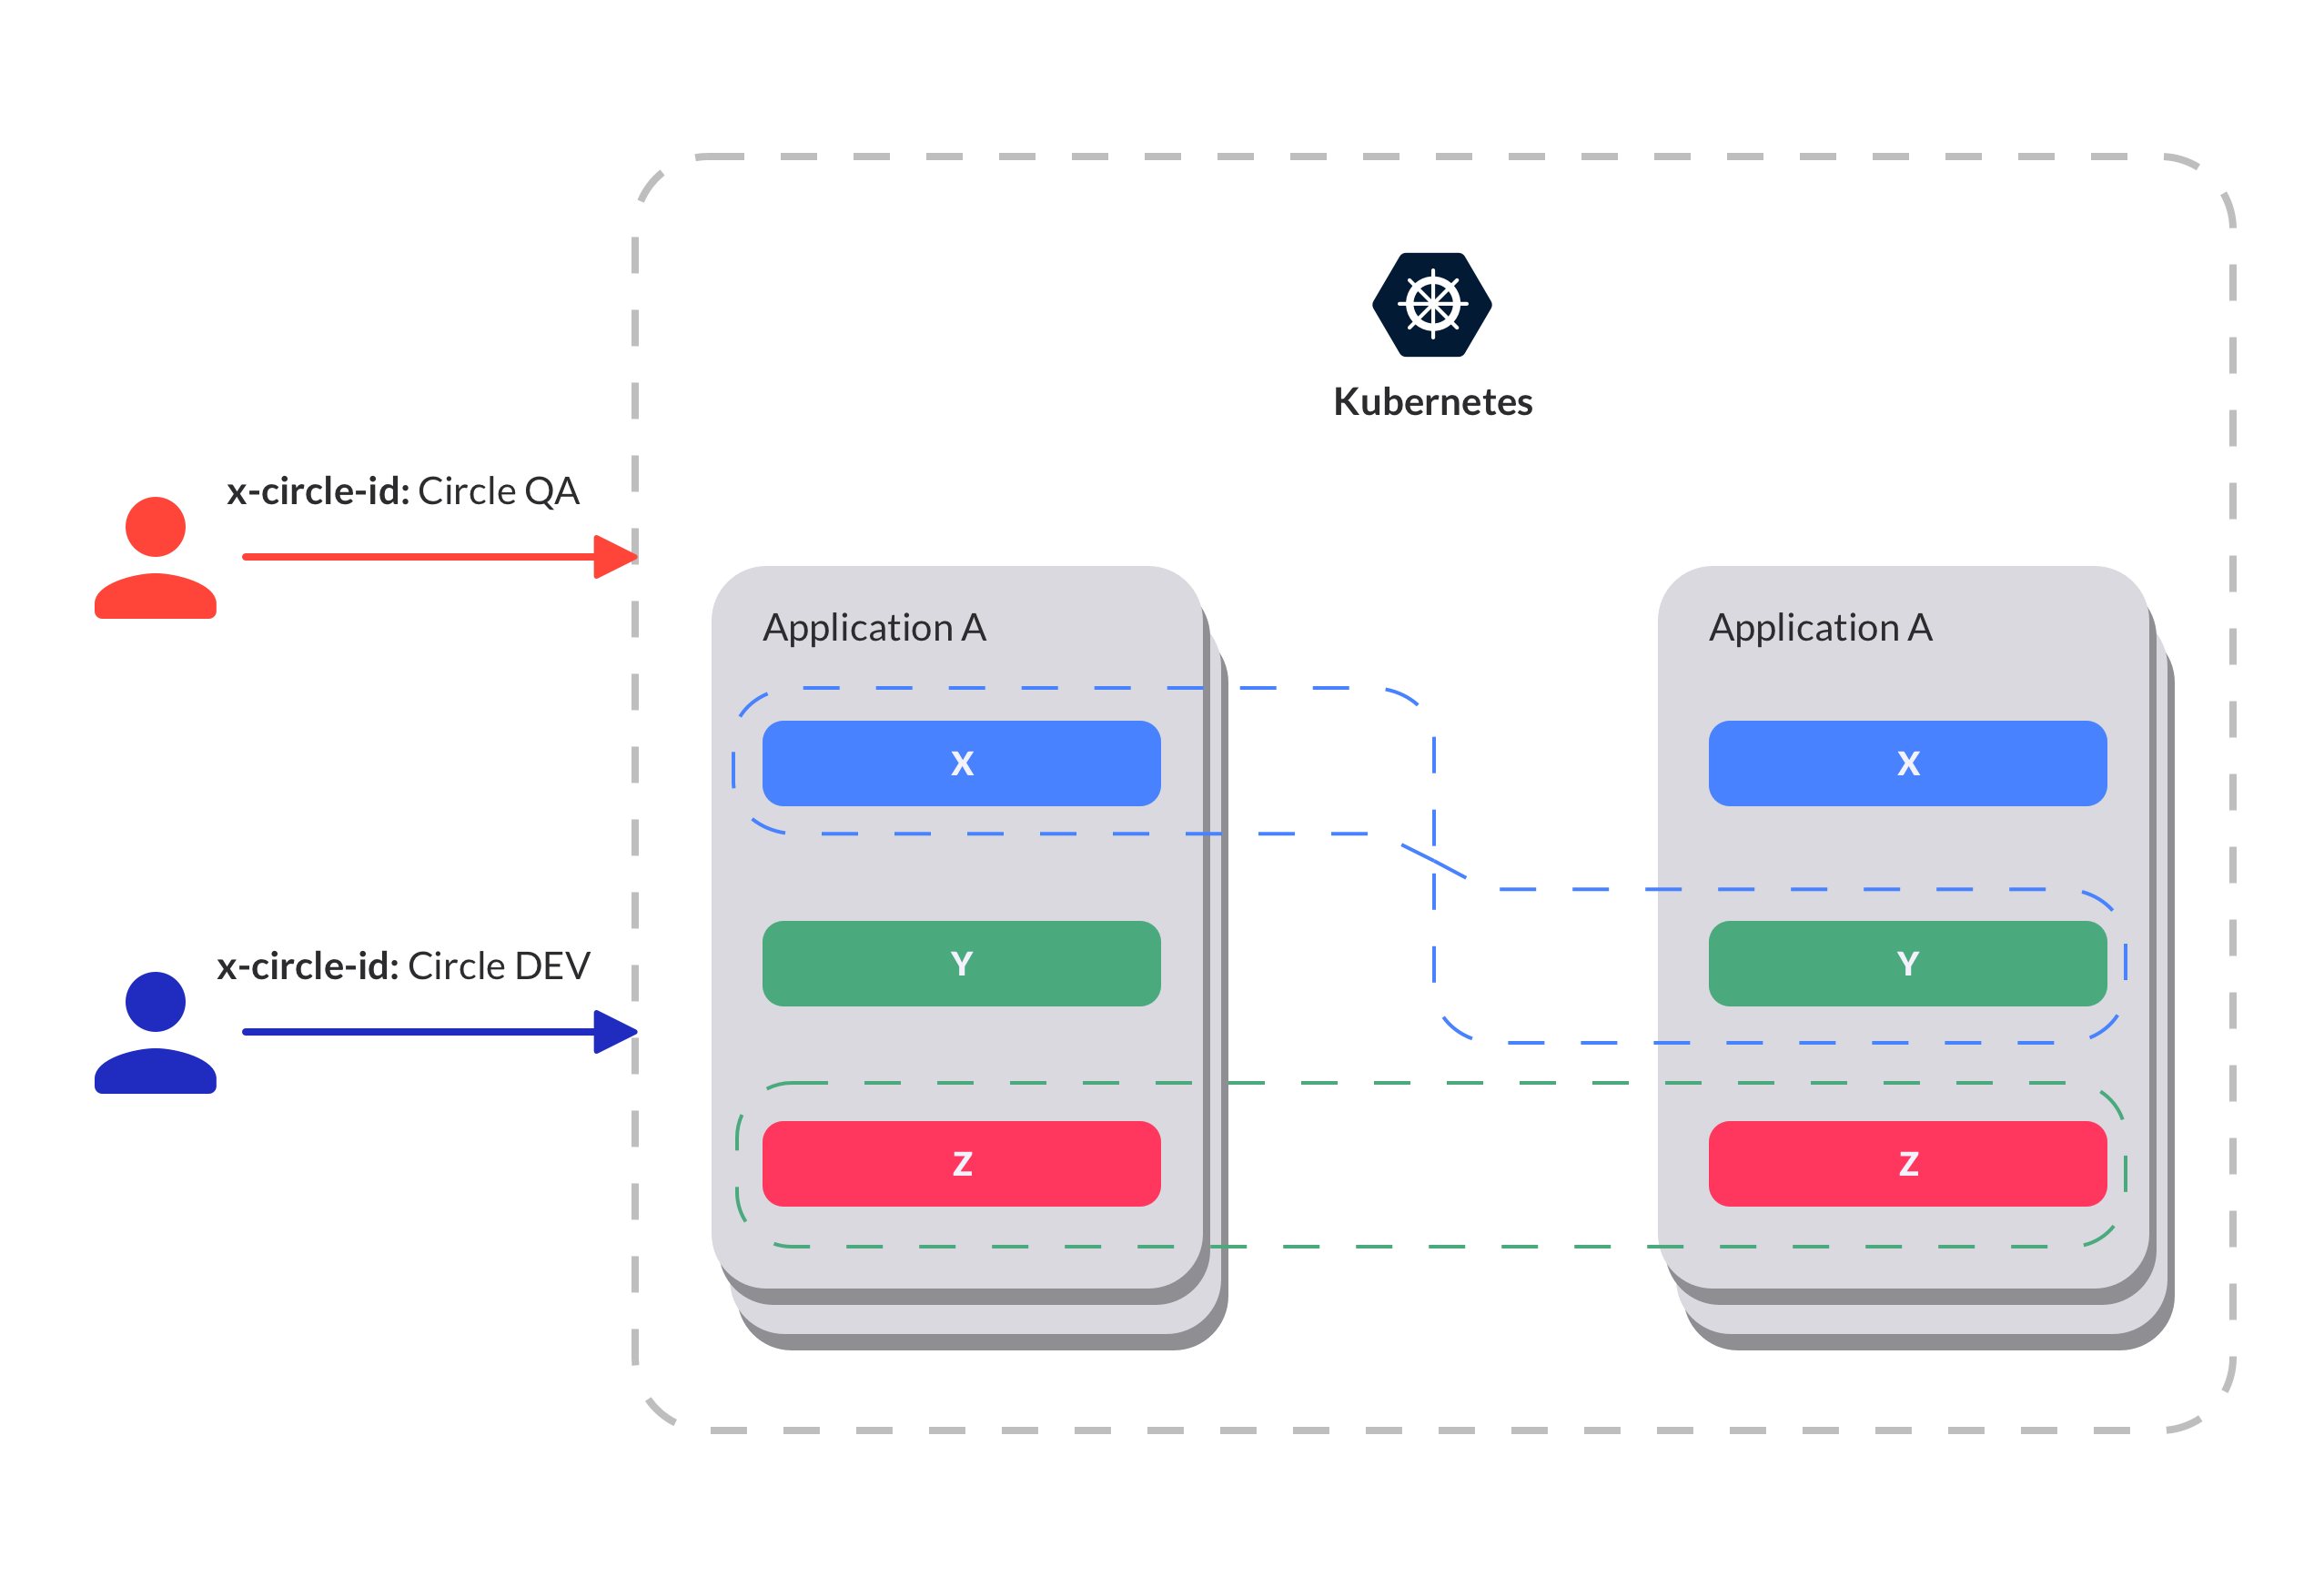 Kubernetes
x-circle-id: Circle QA
x-circle-id: Circle DEV
Application A
X
Y
Z
Application A
X
Y
Z